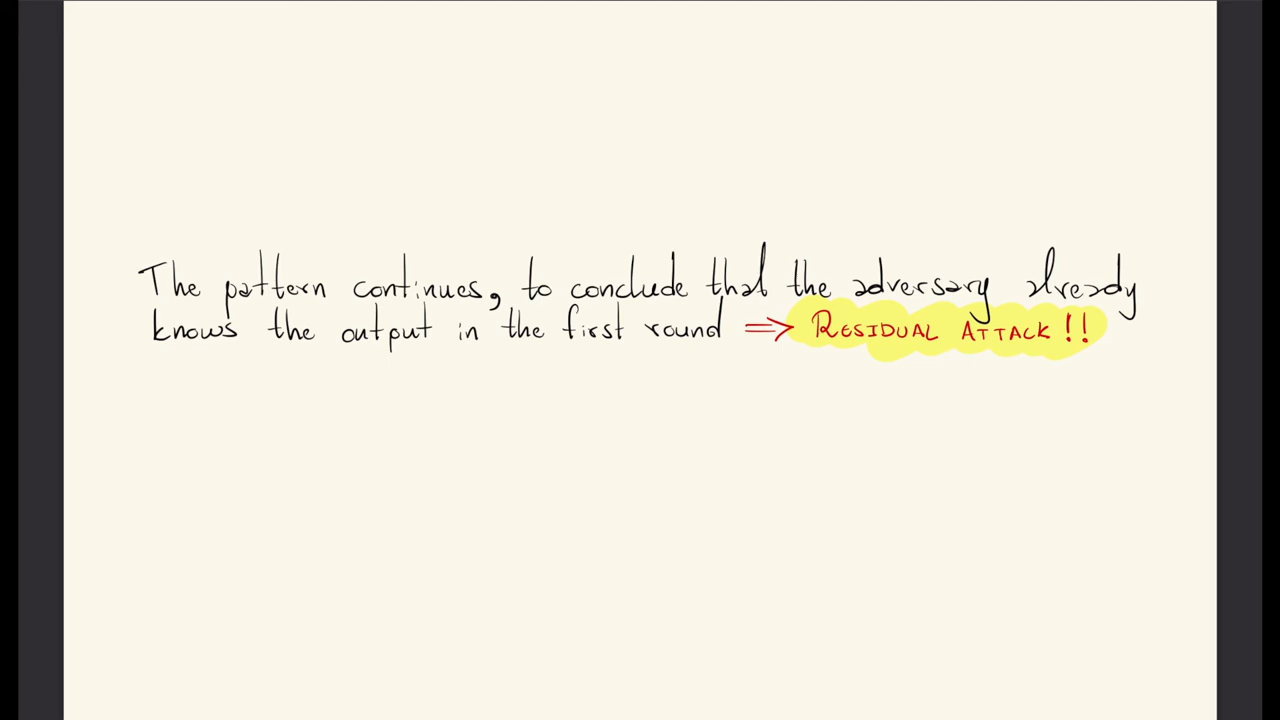 The pattern continues, to conclude that the adversary already
knows the output in the first round => RESIDUAL ATTACK!!